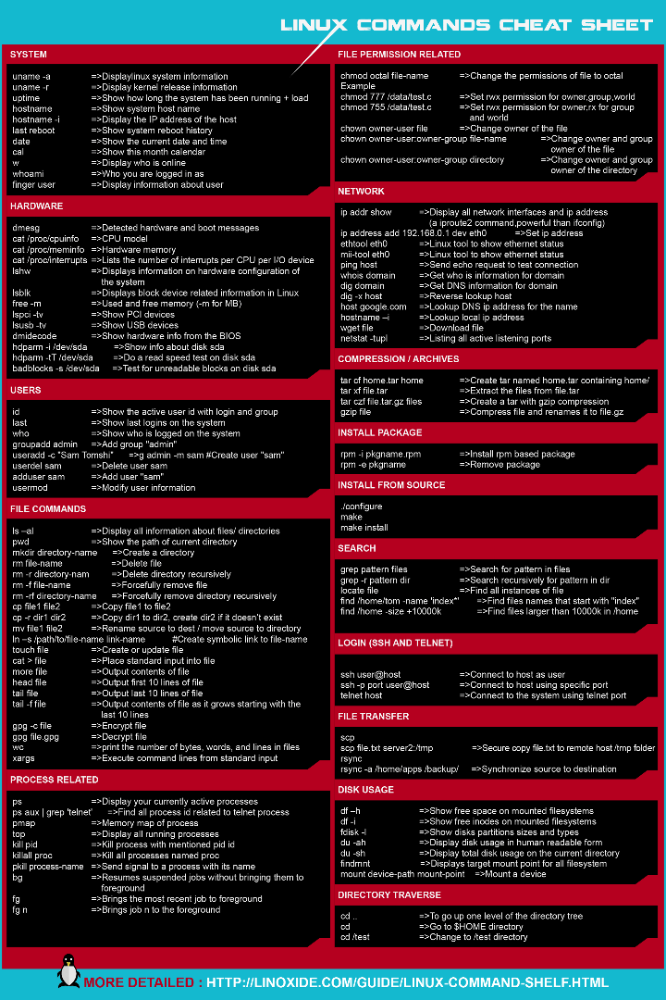 LINUX COMMANDS CHEAT SHEET
SYSTEM
uname -a =>Displaylinux system information
uname -r =>Display kernel release information
uptime =>Show how long the system has been running + load
hostname =>Show system host name
hostname -i =>Display the IP address of the host
last reboot =>Show system reboot history
date =>Show the current date and time
cal =>Show this month calendar
w =>Display who is online
whoami =>Who you are logged in as
finger user =>Display information about user
HARDWARE
dmesg =>Detected hardware and boot messages
cat /proc/cpuinfo =>CPU model
cat /proc/meminfo =>Hardware memory
cat /proc/interrupts =>Lists the number of interrupts per CPU per I/O device
lshw =>Displays information on hardware configuration of
the system
lsblk =>Displays block device related information in Linux
free -m =>Used and free memory (-m for MB)
lspci -tv =>Show PCI devices
lsusb -tv =>Show USB devices
dmidecode =>Show hardware info from the BIOS
hdparm -i /dev/sda =>Show info about disk sda
hdparm -tT /dev/sda =>Do a read speed test on disk sda
badblocks -s /dev/sda =>Test for unreadable blocks on disk sda
USERS
id =>Show the active user id with login and group
last =>Show last logins on the system
who =>Show who is logged on the system
groupadd admin =>Add group "admin"
useradd -c "Sam Tomshi" =>g admin -m sam #Create user "sam"
userdel sam =>Delete user sam
adduser sam =>Add user "sam"
usermod =>Modify user information
FILE COMMANDS
ls –al =>Display all information about files/ directories
pwd =>Show the path of current directory
mkdir directory-name =>Create a directory
rm file-name =>Delete file
rm -r directory-nam =>Delete directory recursively
rm -f file-name =>Forcefully remove file
rm -rf directory-name =>Forcefully remove directory recursively
cp file1 file2 =>Copy file1 to file2
cp -r dir1 dir2 =>Copy dir1 to dir2, create dir2 if it doesn't exist
mv file1 file2 =>Rename source to dest / move source to directory
ln –s /path/to/file-name link-name #Create symbolic link to file-name
touch file =>Create or update file
cat > file =>Place standard input into file
more file =>Output contents of file
head file =>Output first 10 lines of file
tail file =>Output last 10 lines of file
tail -f file =>Output contents of file as it grows starting with the
last 10 lines
gpg -c file =>Encrypt file
gpg file.gpg =>Decrypt file
wc =>print the number of bytes, words, and lines in files
xargs =>Execute command lines from standard input
PROCESS RELATED
ps =>Display your currently active processes
ps aux | grep 'telnet' =>Find all process id related to telnet process
pmap =>Memory map of process
top =>Display all running processes
kill pid =>Kill process with mentioned pid id
killall proc =>Kill all processes named proc
pkill process-name =>Send signal to a process with its name
bg =>Resumes suspended jobs without bringing them to
foreground
fg =>Brings the most recent job to foreground
fg n =>Brings job n to the foreground
FILE PERMISSION RELATED
chmod octal file-name =>Change the permissions of file to octal
Example
chmod 777 /data/test.c =>Set rwx permission for owner,group,world
chmod 755 /data/test.c =>Set rwx permission for owner,rx for group
and world
chown owner-user file =>Change owner of the file
chown owner-user:owner-group file-name =>Change owner and group
owner of the file
chown owner-user:owner-group directory =>Change owner and group
owner of the directory
NETWORK
ip addr show =>Display all network interfaces and ip address
(a iproute2 command,powerful than ifconfig)
ip address add 192.168.0.1 dev eth0 =>Set ip address
ethtool eth0 =>Linux tool to show ethernet status
mii-tool eth0 =>Linux tool to show ethernet status
ping host =>Send echo request to test connection
whois domain =>Get who is information for domain
dig domain =>Get DNS information for domain
dig -x host =>Reverse lookup host
host google.com =>Lookup DNS ip address for the name
hostname –i =>Lookup local ip address
wget file =>Download file
netstat -tupl =>Listing all active listening ports
COMPRESSION / ARCHIVES
tar cf home.tar home =>Create tar named home.tar containing home/
tar xf file.tar =>Extract the files from file.tar
tar czf file.tar.gz files =>Create a tar with gzip compression
gzip file =>Compress file and renames it to file.gz
INSTALL PACKAGE
rpm -i pkgname.rpm =>Install rpm based package
rpm -e pkgname =>Remove package
INSTALL FROM SOURCE
./configure
make
make install
SEARCH
grep pattern files =>Search for pattern in files
grep -r pattern dir =>Search recursively for pattern in dir
locate file =>Find all instances of file
find /home/tom -name 'index*' =>Find files names that start with "index"
find /home -size +10000k =>Find files larger than 10000k in /home
LOGIN (SSH AND TELNET)
ssh user@host =>Connect to host as user
ssh -p port user@host =>Connect to host using specific port
telnet host =>Connect to the system using telnet port
FILE TRANSFER
scp
scp file.txt server2:/tmp =>Secure copy file.txt to remote host /tmp folder
rsync
rsync -a /home/apps /backup/ =>Synchronize source to destination
DISK USAGE
df –h =>Show free space on mounted filesystems
df -i =>Show free inodes on mounted filesystems
fdisk -l =>Show disks partitions sizes and types
du -ah =>Display disk usage in human readable form
du -sh =>Display total disk usage on the current directory
findmnt =>Displays target mount point for all filesystem
mount device-path mount-point =>Mount a device
DIRECTORY TRAVERSE
cd .. =>To go up one level of the directory tree
cd =>Go to $HOME directory
cd /test =>Change to /test directory
MORE DETAILED : HTTP://LINOXIDE.COM/GUIDE/LINUX-COMMAND-SHELF.HTML